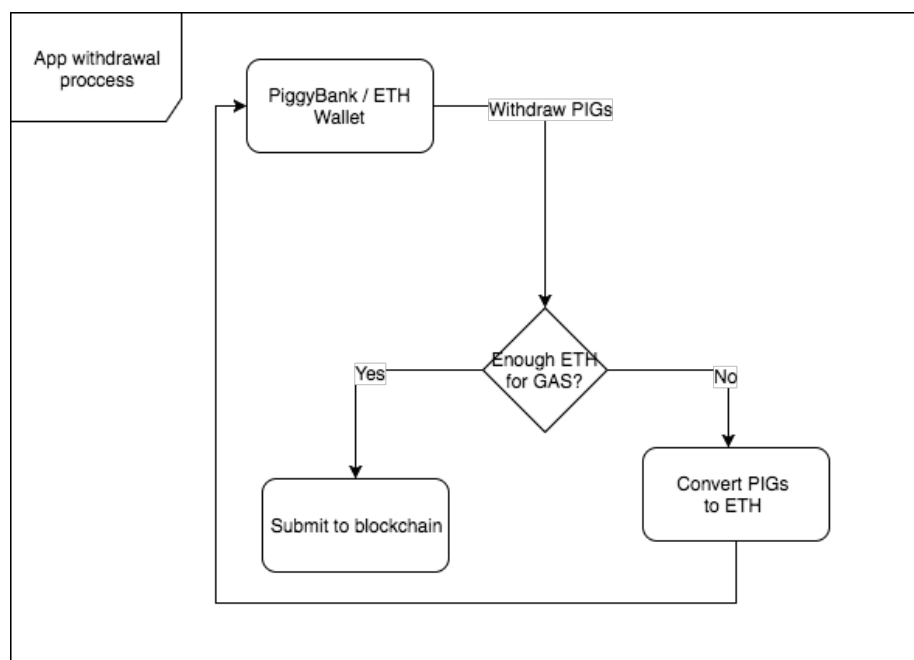 App withdrawal
proccess
PiggyBank / ETH
Wallet
Withdraw PIGs
Enough ETH
for GAS?
Yes
No
Convert PIGs
to ETH
Submit to blockchain